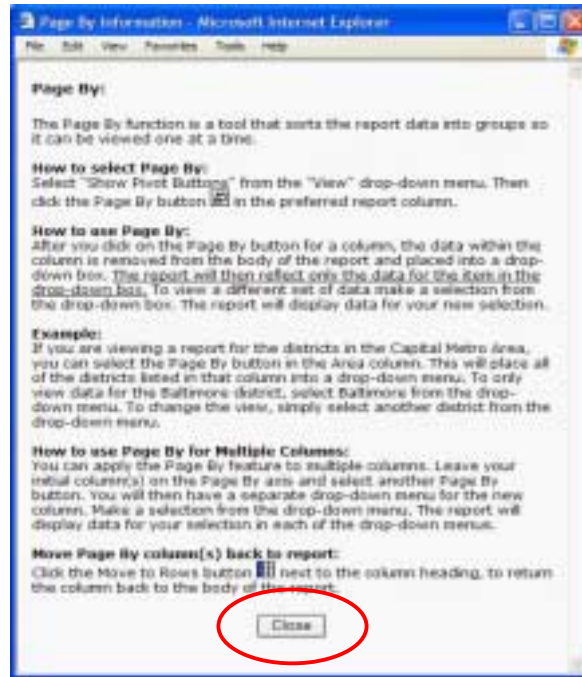 Page By Information - Microsoft Internet Explorer
File Edit View Favorites Tools Help
Page By:
The Page By function is a tool that sorts the report data into groups so
it can be viewed one at a time.
How to select Page By:
Select "Show Pivot Buttons" from the "View" drop-down menu. Then
click the Page By button in the preferred report column.
How to use Page By:
After you click on the Page By button for a column, the data within the
column is removed from the body of the report and placed into a drop-
down box. The report will then reflect only the data for the item in the
drop-down box. To view a different set of data make a selection from
the drop-down box. The report will display data for your new selection.
Example:
If you are viewing a report for the districts in the Capital Metro Area,
you can select the Page By button in the Area column. This will place all
of the districts listed in that column into a drop-down menu. To only
view data for the Baltimore district, select Baltimore from the drop-
down menu. To change the view, simply select another district from the
drop-down menu.
How to use Page By for Multiple Columns:
You can apply the Page By feature to multiple columns. Leave your
initial column(s) on the Page By axis and select another Page By
button. You will then have a separate drop-down menu for the new
column. Make a selection from the drop-down menu. The report will
display data for your selection in each of the drop-down menus.
Move Page By column(s) back to report:
Click the Move to Rows button next to the column heading, to return
the column back to the body of the report.
Close